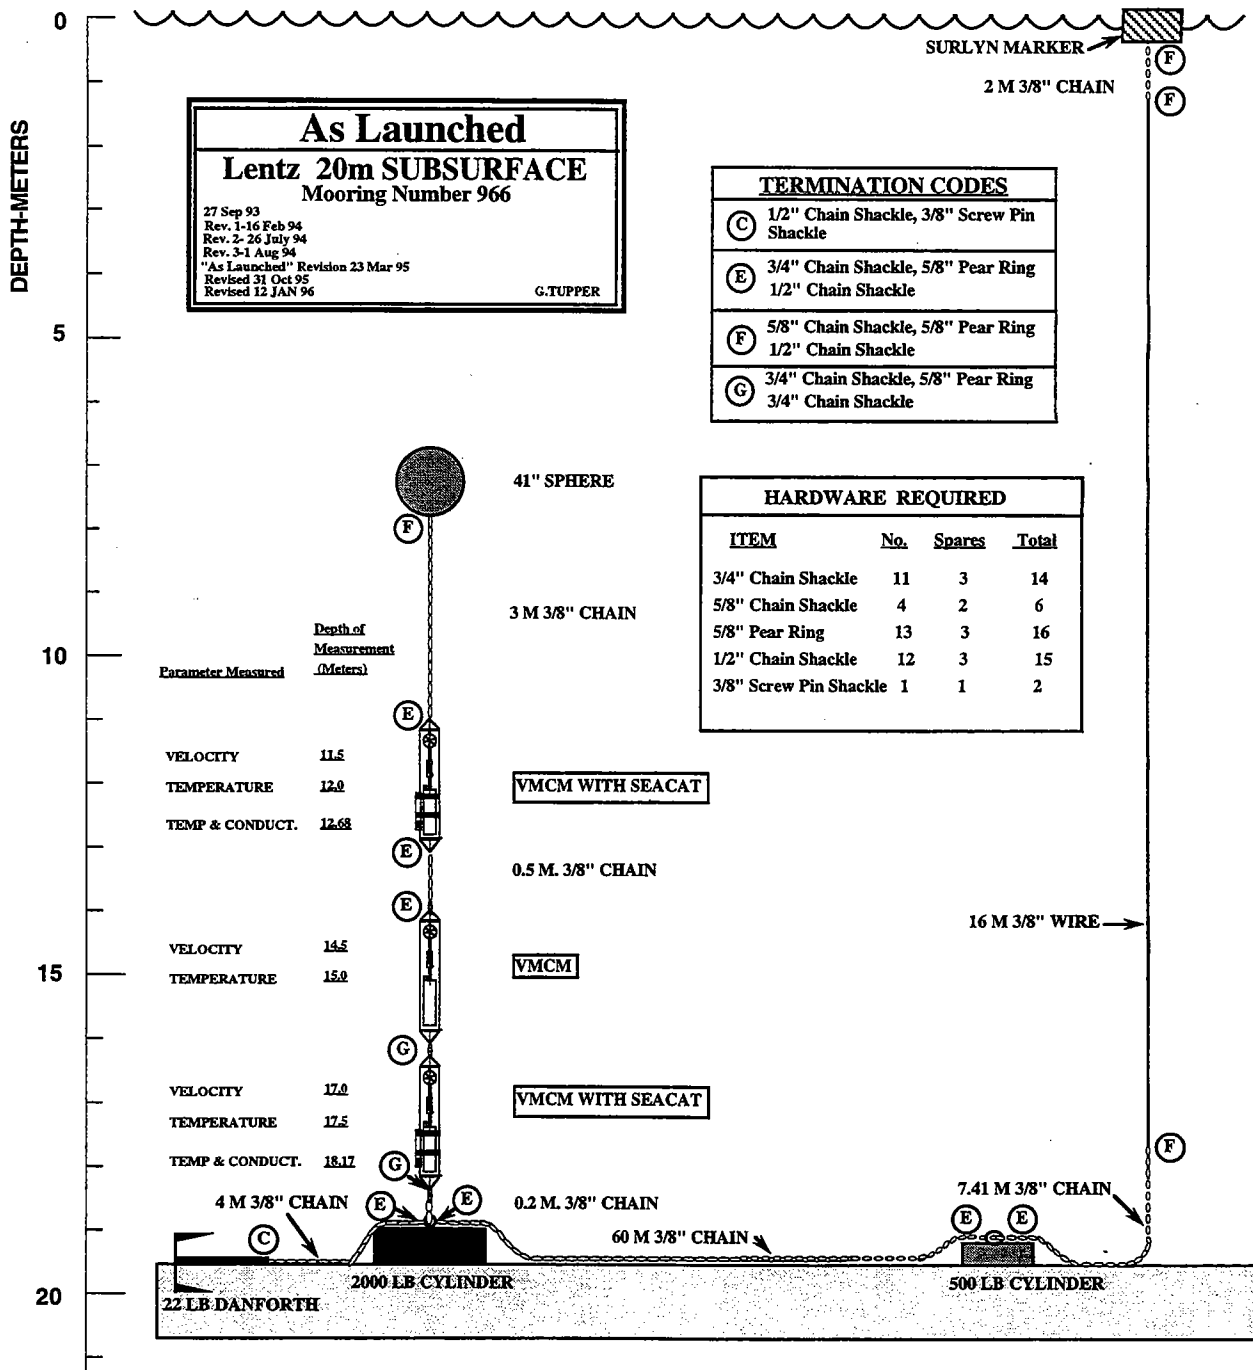 0
SURLYN MARKER
F
2 M 3/8" CHAIN
F
DEPTH-METERS
As Launched
Lentz 20m SUBSURFACE
Mooring Number 966
27 Sep 93
Rev. 1-16 Feb 94
Rev. 2- 26 July 94
Rev. 3-1 Aug 94
"As Launched" Revision 23 Mar 95
Revised 31 Oct 95
Revised 12 JAN 96 G.TUPPER
TERMINATION CODES
C 1/2" Chain Shackle, 3/8" Screw Pin
Shackle
E 3/4" Chain Shackle, 5/8" Pear Ring
1/2" Chain Shackle
F 5/8" Chain Shackle, 5/8" Pear Ring
1/2" Chain Shackle
G 3/4" Chain Shackle, 5/8" Pear Ring
3/4" Chain Shackle
5
41" SPHERE
F
3 M 3/8" CHAIN
HARDWARE REQUIRED
ITEM No. Spares Total
3/4" Chain Shackle 11 3 14
5/8" Chain Shackle 4 2 6
5/8" Pear Ring 13 3 16
1/2" Chain Shackle 12 3 15
3/8" Screw Pin Shackle 1 1 2
10
Parameter Measured
Depth of
Measurement
(Meters)
E
VELOCITY 11.5
TEMPERATURE 12.0
TEMP & CONDUCT. 12.68
VMCM WITH SEACAT
E
0.5 M. 3/8" CHAIN
E
16 M 3/8" WIRE
VELOCITY 14.5
TEMPERATURE 15.0
VMCM
15
G
VELOCITY 17.0
TEMPERATURE 17.5
TEMP & CONDUCT. 18.17
VMCM WITH SEACAT
F
G
4 M 3/8" CHAIN
E E
0.2 M. 3/8" CHAIN
7.41 M 3/8" CHAIN
C
60 M 3/8" CHAIN
E E
2000 LB CYLINDER
500 LB CYLINDER
22 LB DANFORTH
20